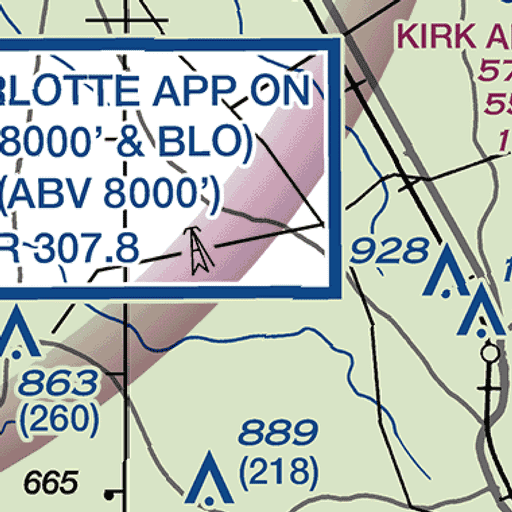 KIRK
57
55
1
RLOTTE APP ON
8000' & BLO)
(ABV 8000')
R 307.8
928
1
863
(260)
889
(218)
665